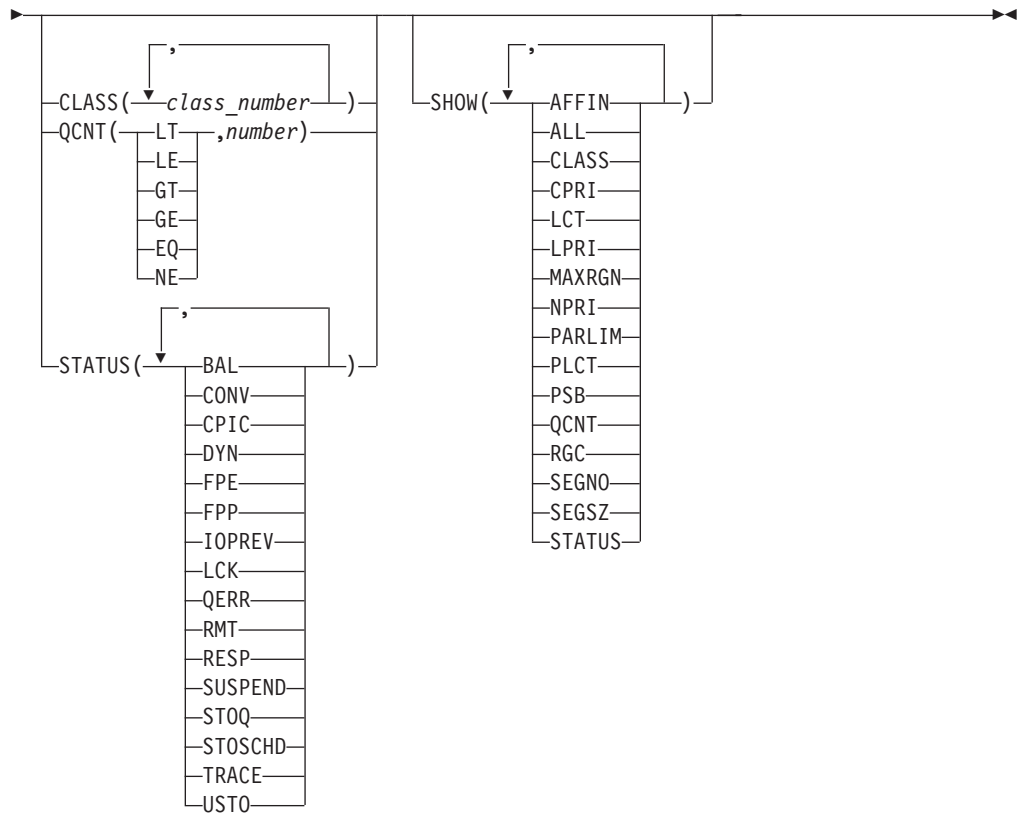 ,
CLASS( class_number )
QCNT( LT ,number)
LE
GT
GE
EQ
NE
,
STATUS( BAL )
CONV
CPIC
DYN
FPE
FPP
IOPREV
LCK
QERR
RMT
RESP
SUSPEND
STOQ
STOSCHD
TRACE
USTO
,
SHOW( AFFIN )
ALL
CLASS
CPRI
LCT
LPRI
MAXRGN
NPRI
PARLIM
PLCT
PSB
QCNT
RGC
SEGNO
SEGSZ
STATUS